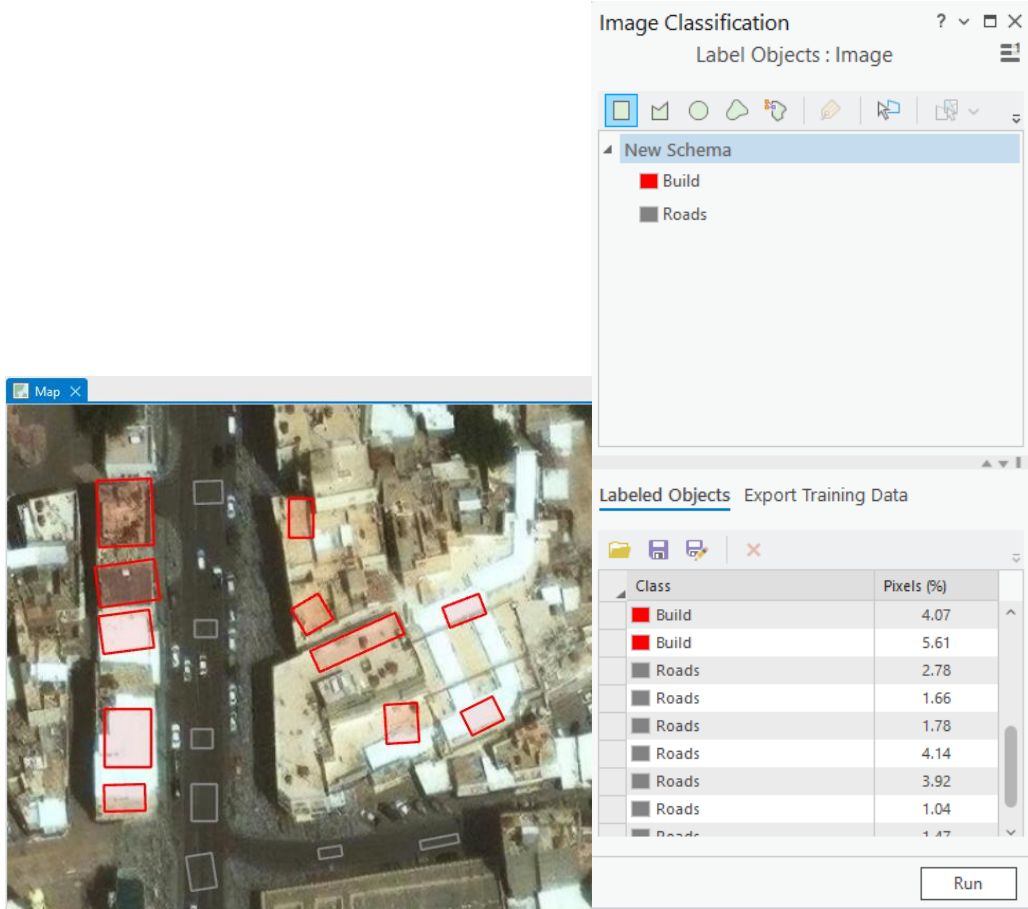 Image Classification
?
Label Objects : Image
1
New Schema
Build
Roads
Map
Labeled Objects Export Training Data
Class Pixels (%)
Build 4.07
Build 5.61
Roads 2.78
Roads 1.66
Roads 1.78
Roads 4.14
Roads 3.92
Roads 1.04
Roads 1.47
Run